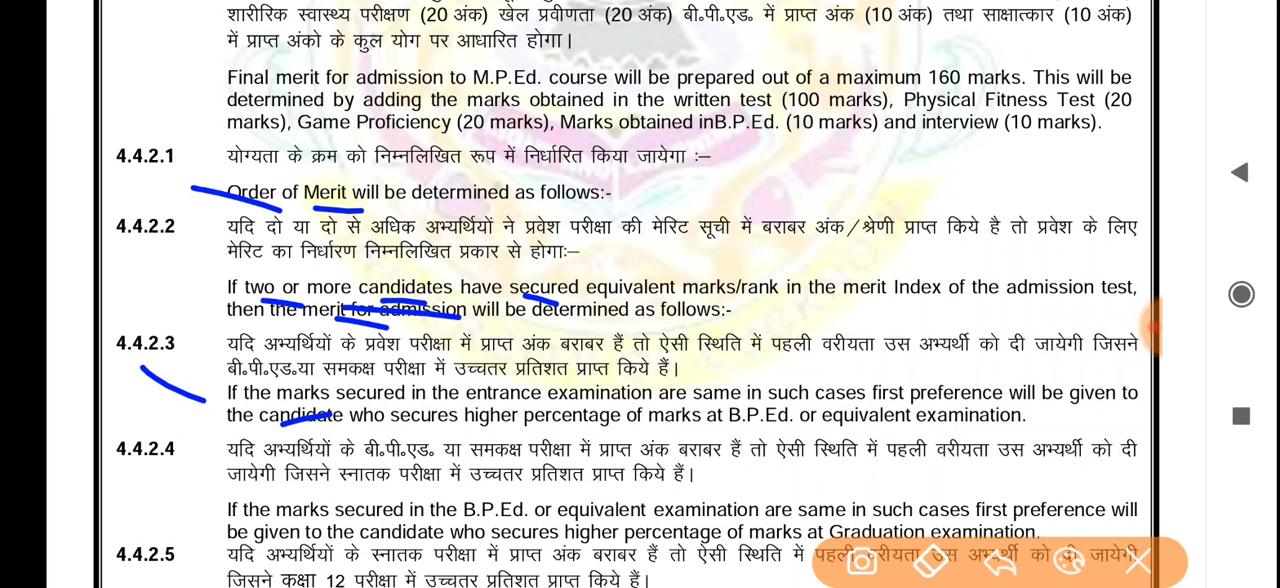 शारीरिक स्वास्थ्य परीक्षण (20 अंक) खेल प्रवीणता (20 अंक) बी०पी०एड० में प्राप्त अंक (10 अंक) तथा साक्षात्कार (10 अंक)
में प्राप्त अंको के कुल योग पर आधारित होगा।
Final merit for admission to M.P.Ed. course will be prepared out of a maximum 160 marks. This will be
determined by adding the marks obtained in the written test (100 marks), Physical Fitness Test (20
marks), Game Proficiency (20 marks), Marks obtained inB.P.Ed. (10 marks) and interview (10 marks).
4.4.2.1 योग्यता के क्रम को निम्नलिखित रूप में निर्धारित किया जायेगा :–
Order of Merit will be determined as follows:-
4.4.2.2 यदि दो या दो से अधिक अभ्यर्थियों ने प्रवेश परीक्षा की मेरिट सूची में बराबर अंक/श्रेणी प्राप्त किये है तो प्रवेश के लिए
मेरिट का निर्धारण निम्नलिखित प्रकार से होगाः–
If two or more candidates have secured equivalent marks/rank in the merit Index of the admission test,
then the merit for admission will be determined as follows:-
4.4.2.3 यदि अभ्यर्थियों के प्रवेश परीक्षा में प्राप्त अंक बराबर हैं तो ऐसी स्थिति में पहली वरीयता उस अभ्यर्थी को दी जायेगी जिसने
बी०पी०एड०या समकक्ष परीक्षा में उच्चतर प्रतिशत प्राप्त किये हैं।
If the marks secured in the entrance examination are same in such cases first preference will be given to
the candidate who secures higher percentage of marks at B.P.Ed. or equivalent examination.
4.4.2.4 यदि अभ्यर्थियों के बी०पी०एड० या समकक्ष परीक्षा में प्राप्त अंक बराबर हैं तो ऐसी स्थिति में पहली वरीयता उस अभ्यर्थी को दी
जायेगी जिसने स्नातक परीक्षा में उच्चतर प्रतिशत प्राप्त किये हैं।
If the marks secured in the B.P.Ed. or equivalent examination are same in such cases first preference will
be given to the candidate who secures higher percentage of marks at Graduation examination.
4.4.2.5 यदि अभ्यर्थियों के स्नातक परीक्षा में प्राप्त अंक बराबर हैं तो ऐसी स्थिति में पहली वरीयता उस अभ्यर्थी को दी जायेगी
जिसने कक्षा 12 परीक्षा में उच्चतर प्रतिशत प्राप्त किये हैं।